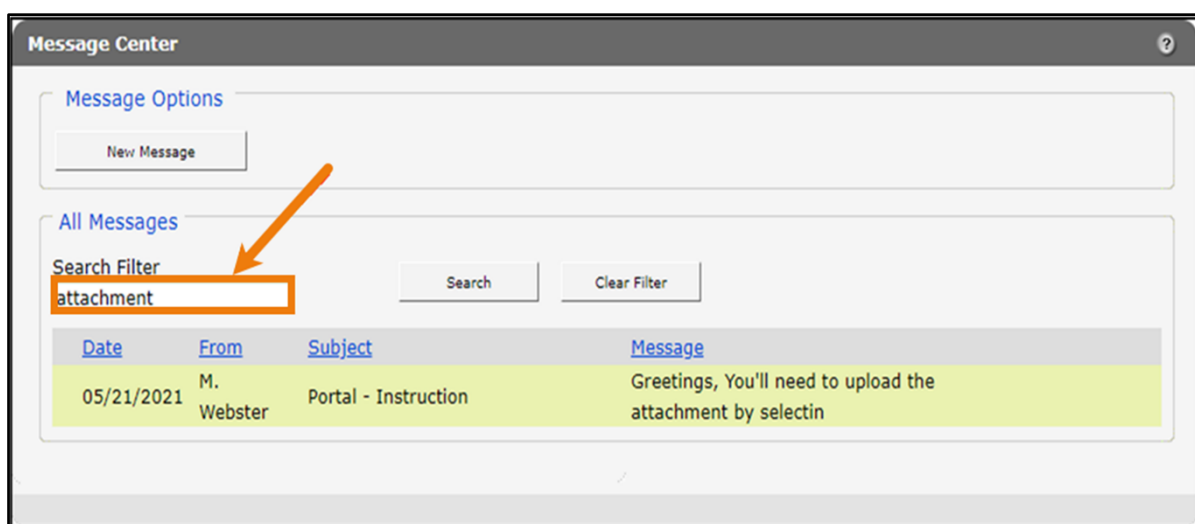 Message Center ?
Message Options
New Message
All Messages
Search Filter
attachment Search Clear Filter
Date From Subject Message
05/21/2021 M. Webster Portal - Instruction Greetings, You'll need to upload the
attachment by selectin